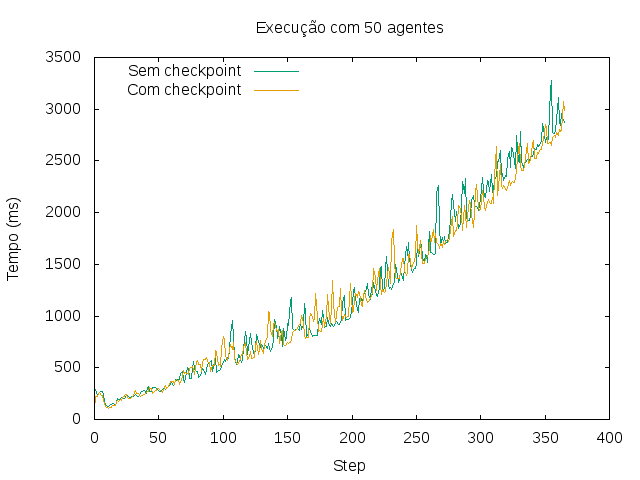 Execução com 50 agentes
Sem checkpoint
Com checkpoint
Tempo (ms)
3500
3000
2500
2000
1500
1000
500
0
0 50 100 150 200 250 300 350 400
Step